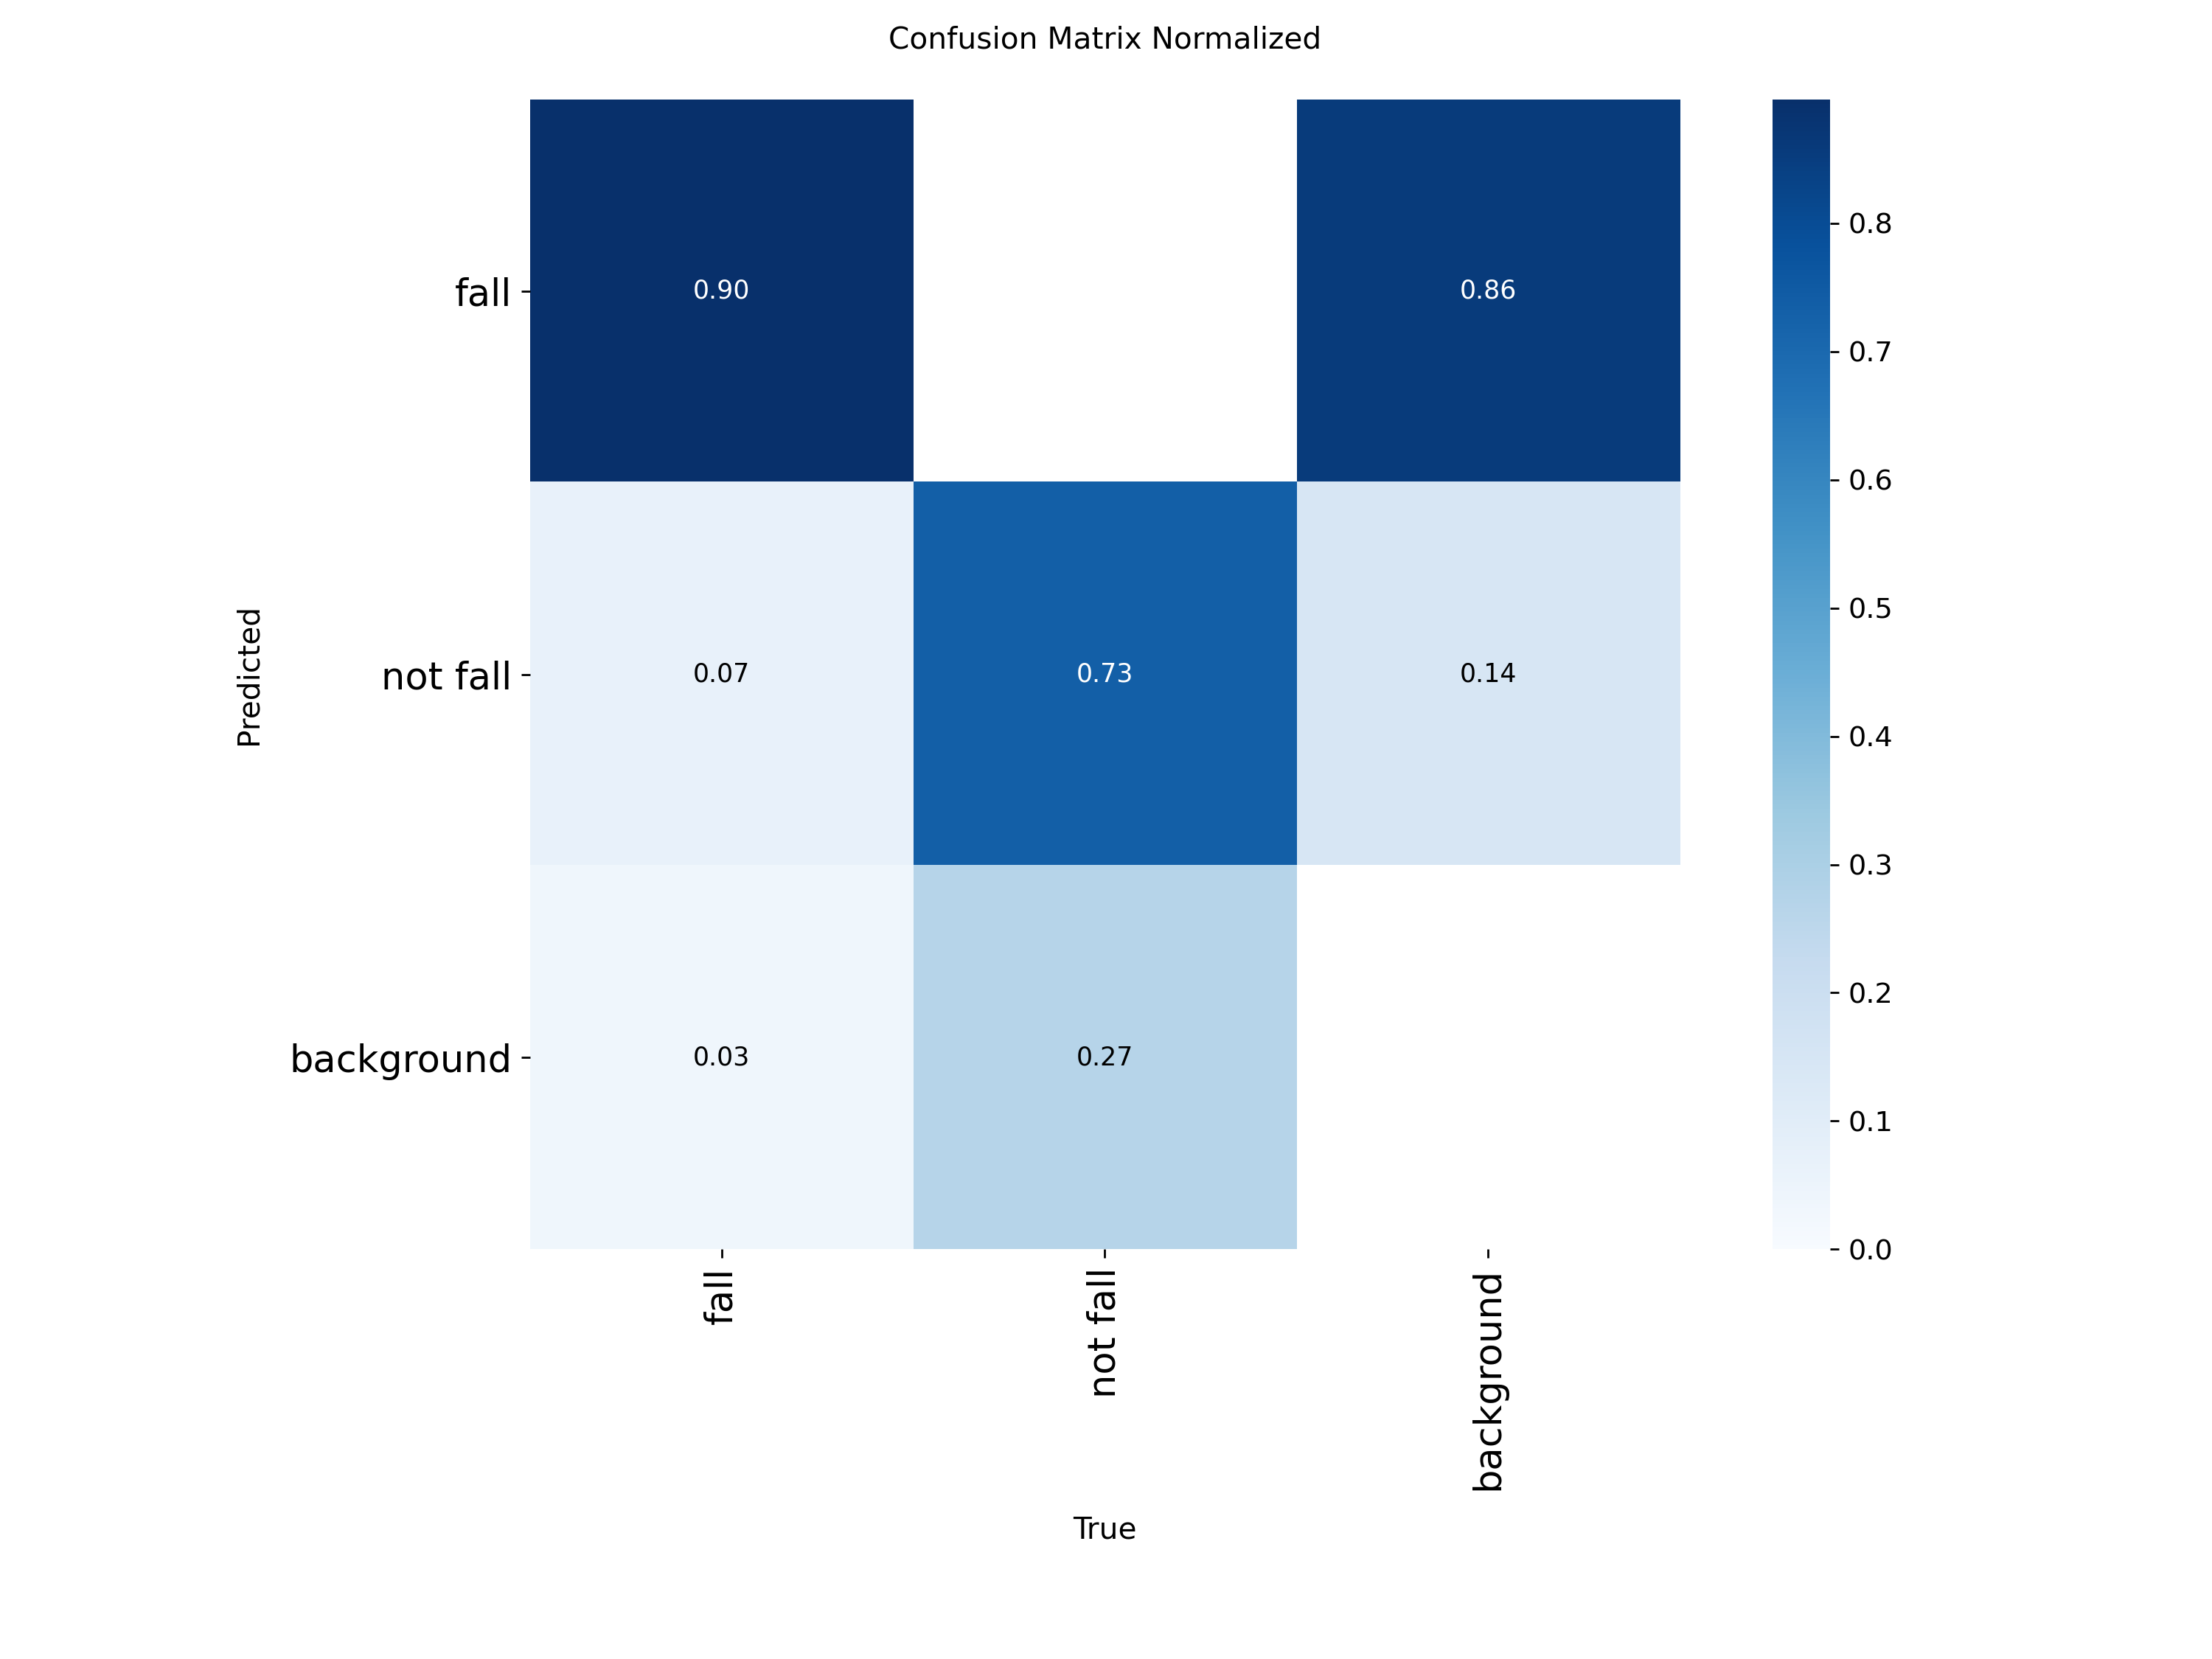 Confusion Matrix Normalized
fall
0.90
0.86
not fall
0.07
0.73
0.14
background
0.03
0.27
Predicted
fall
not fall
background
True
0.8
0.7
0.6
0.5
0.4
0.3
0.2
0.1
0.0